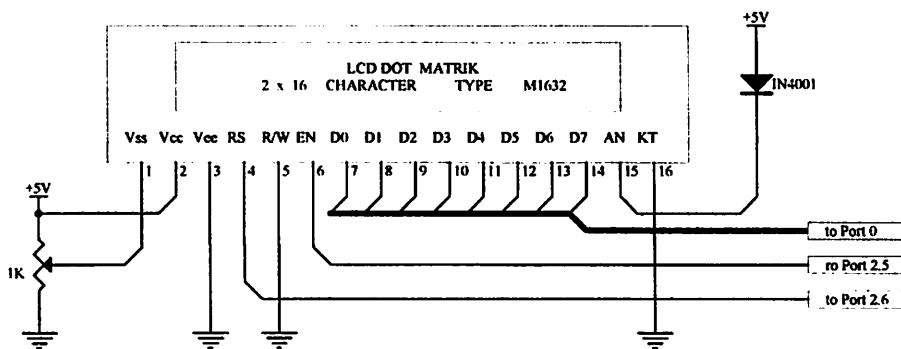 +5V
LCD DOT MATRIK
2 x 16 CHARACTER TYPE M1632
IN4001
Vss Vcc Vee RS R/W EN D0 D1 D2 D3 D4 D5 D6 D7 AN KT
1 2 3 4 5 6 7 8 9 10 11 12 13 14 15 16
+5V
to Port 0
1K
ro Port 2.5
to Port 2.6